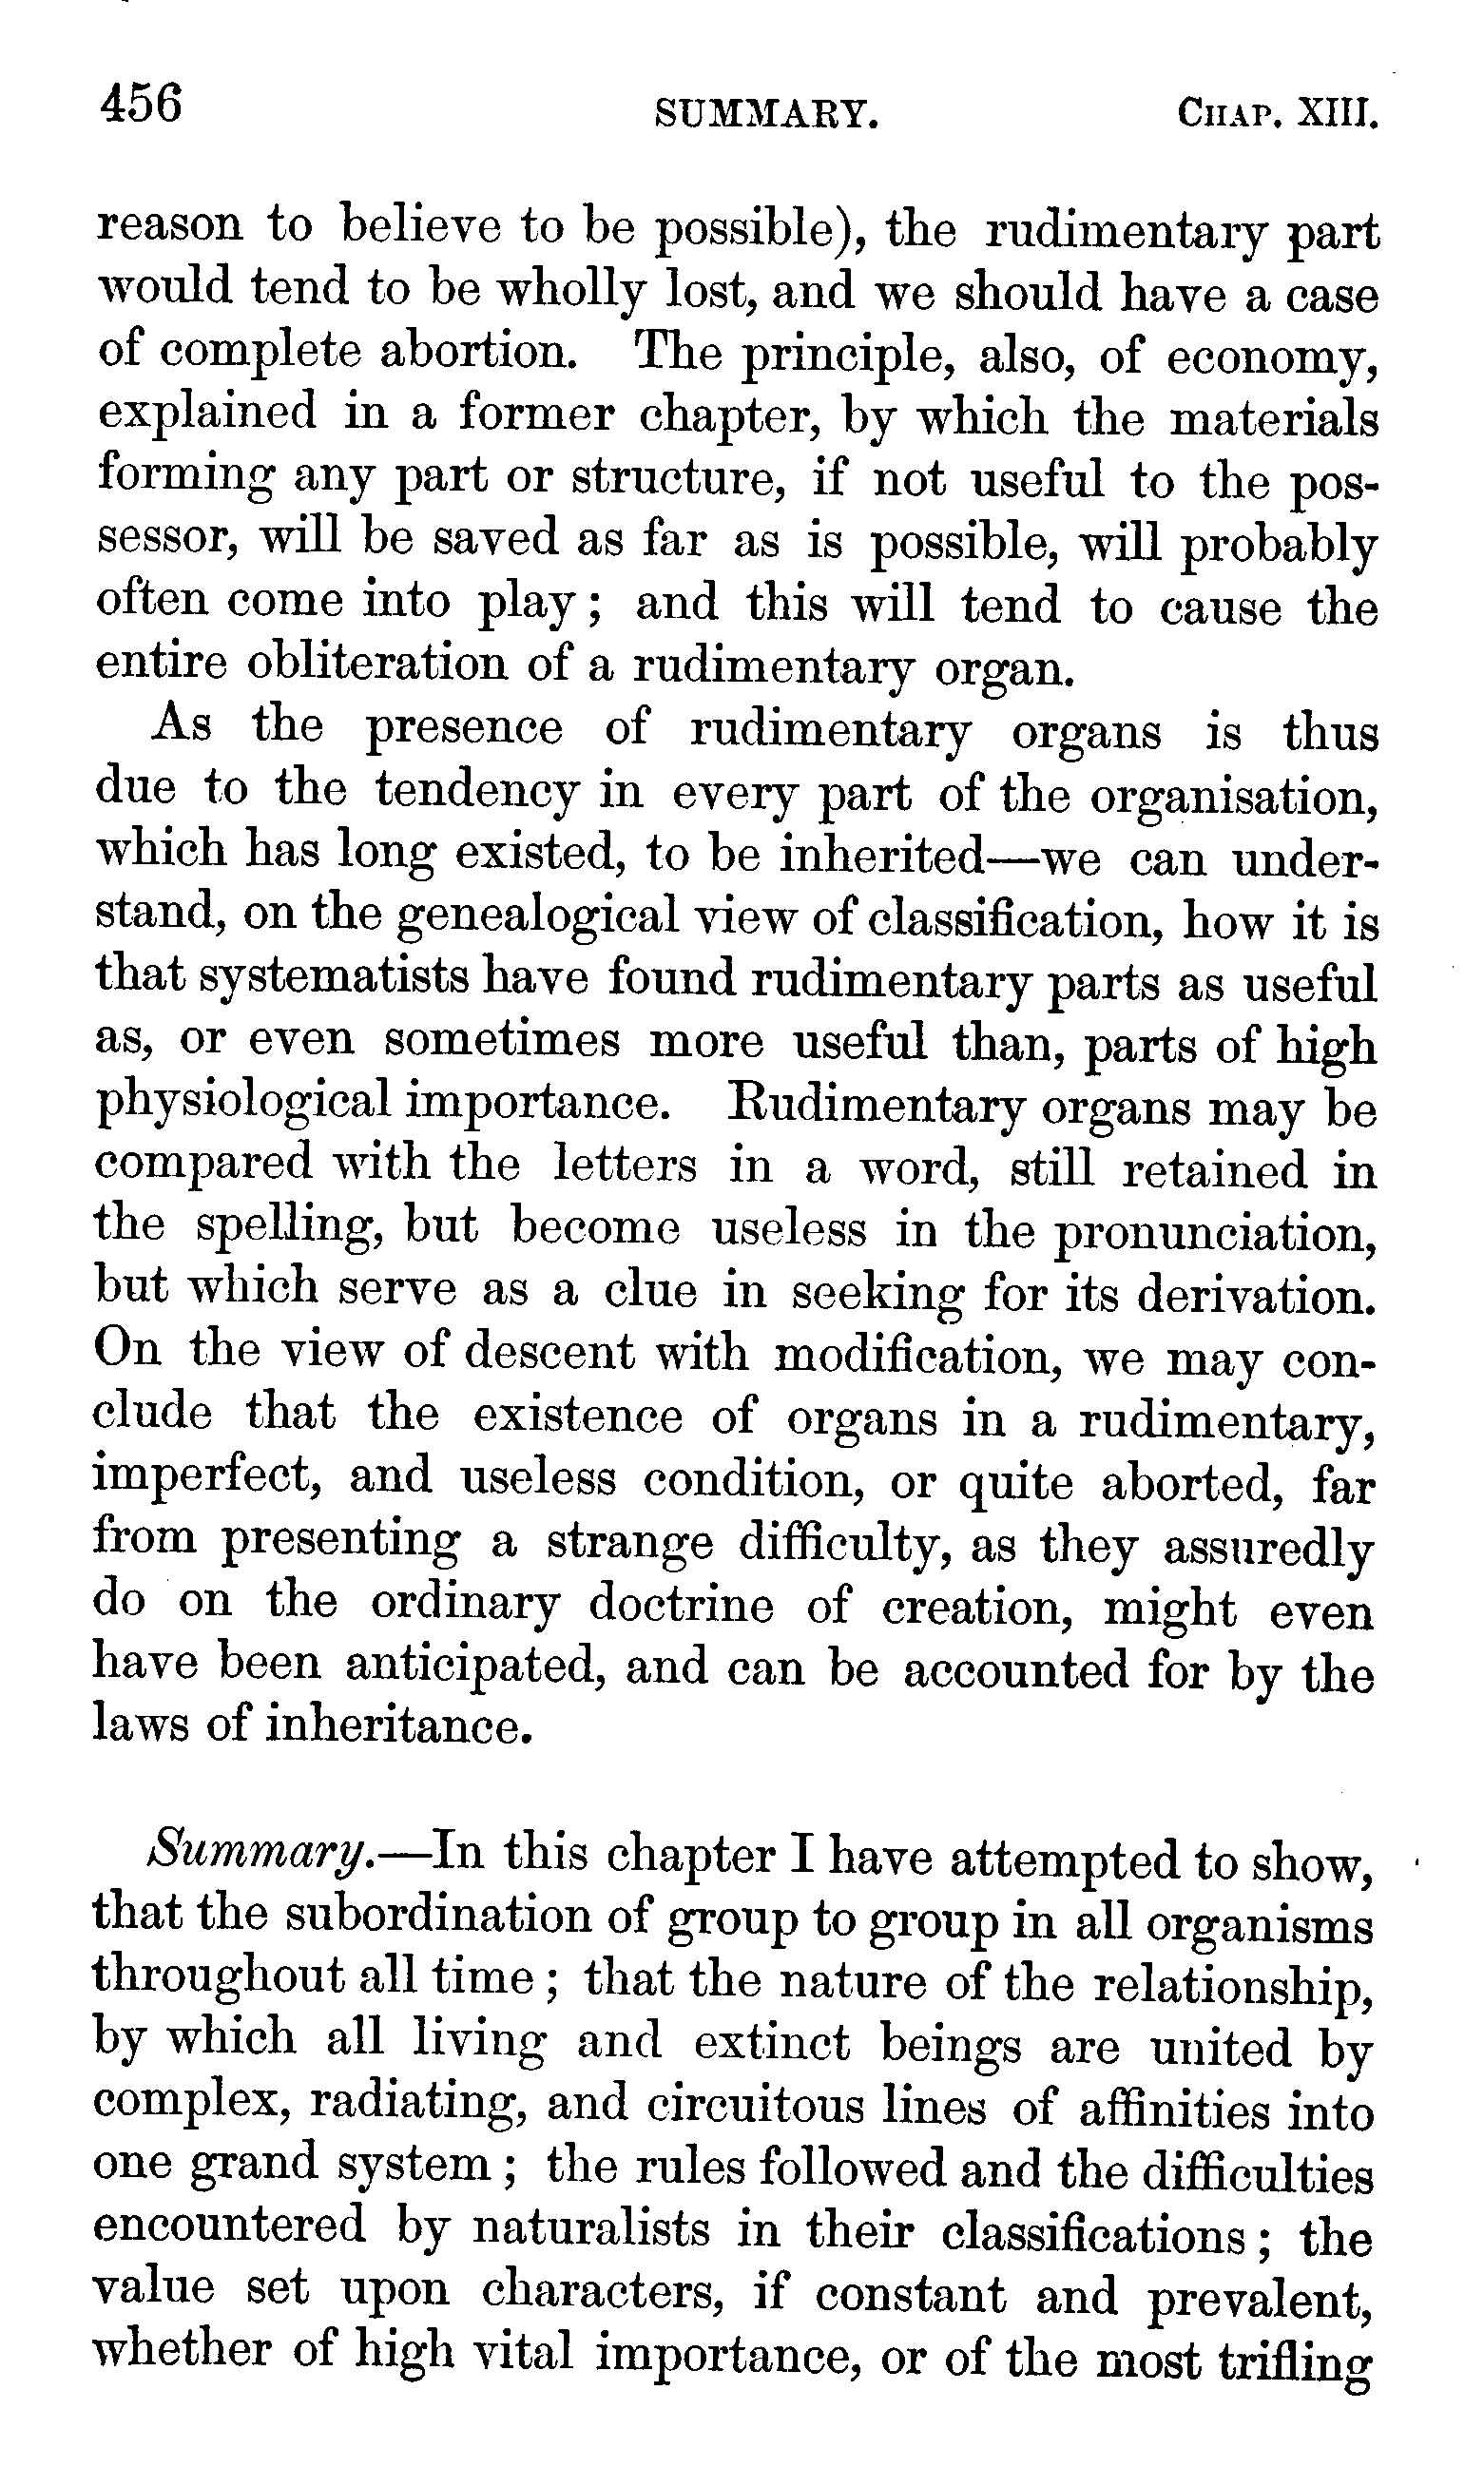 456 SUMMARY. CHAP. XIII.
reason to believe to be possible), the rudimentary part
would tend to be wholly lost, and we should have a case
of complete abortion. The principle, also, of economy,
explained in a former chapter, by which the materials
forming any part or structure, if not useful to the pos-
sessor, will be saved as far as is possible, will probably
often come into play; and this will tend to cause the
entire obliteration of a rudimentary organ.
As the presence of rudimentary organs is thus
due to the tendency in every part of the organisation,
which has long existed, to be inherited—we can under-
stand, on the genealogical view of classification, how it is
that systematists have found rudimentary parts as useful
as, or even sometimes more useful than, parts of high
physiological importance. Rudimentary organs may be
compared with the letters in a word, still retained in
the spelling, but become useless in the pronunciation,
but which serve as a clue in seeking for its derivation.
On the view of descent with modification, we may con-
clude that the existence of organs in a rudimentary,
imperfect, and useless condition, or quite aborted, far
from presenting a strange difficulty, as they assuredly
do on the ordinary doctrine of creation, might even
have been anticipated, and can be accounted for by the
laws of inheritance.
Summary.—In this chapter I have attempted to show,
that the subordination of group to group in all organisms
throughout all time; that the nature of the relationship,
by which all living and extinct beings are united by
complex, radiating, and circuitous lines of affinities into
one grand system; the rules followed and the difficulties
encountered by naturalists in their classifications; the
value set upon characters, if constant and prevalent,
whether of high vital importance, or of the most trifling